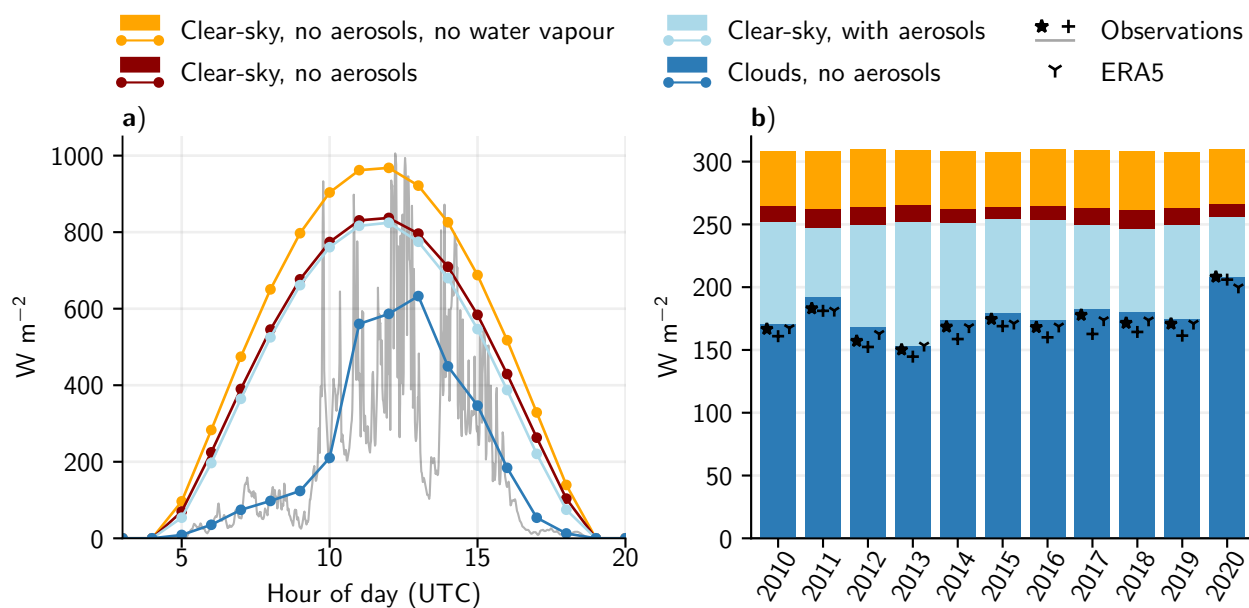 Clear-sky, no aerosols, no water vapour
Clear-sky, no aerosols
Clear-sky, with aerosols
Clouds, no aerosols
Observations
ERA5
a)
W m⁻²
1000
800
600
400
200
0
5 10 15 20
Hour of day (UTC)
b)
W m⁻²
300
250
200
150
100
50
0
2010 2011 2012 2013 2014 2015 2016 2017 2018 2019 2020